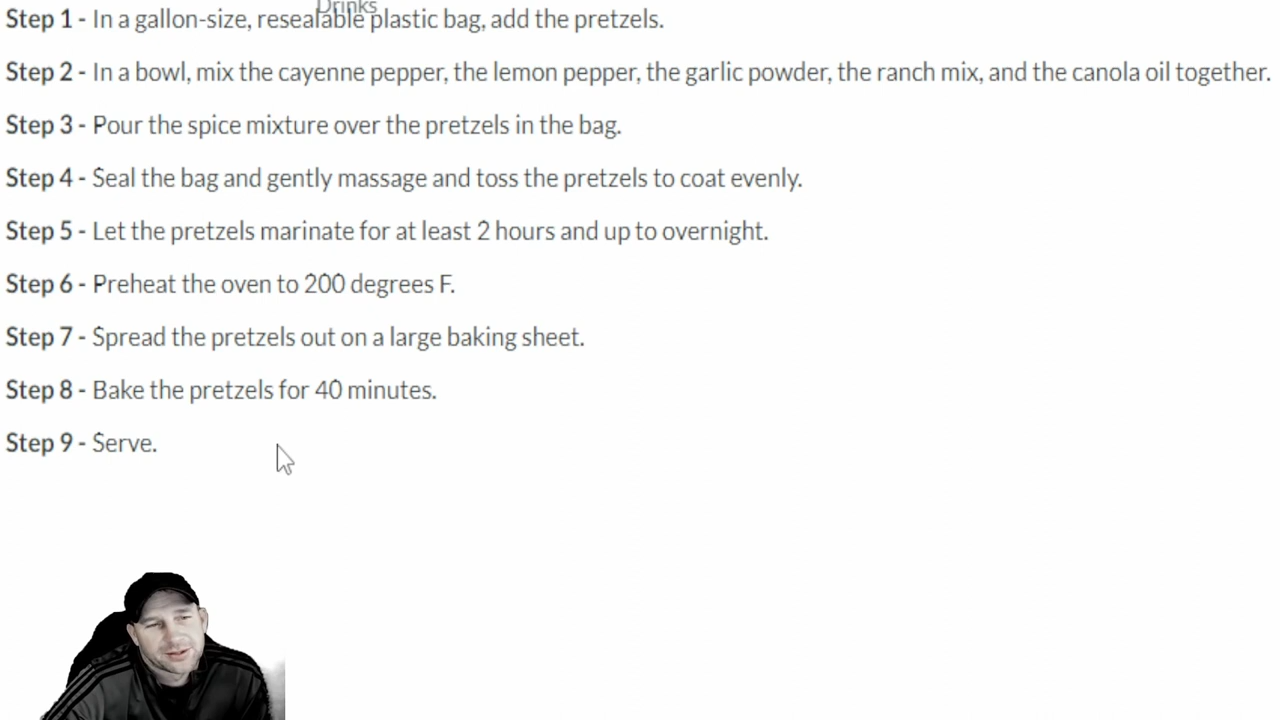 Drinks
Step 1 - In a gallon-size, resealable plastic bag, add the pretzels.
Step 2 - In a bowl, mix the cayenne pepper, the lemon pepper, the garlic powder, the ranch mix, and the canola oil together.
Step 3 - Pour the spice mixture over the pretzels in the bag.
Step 4 - Seal the bag and gently massage and toss the pretzels to coat evenly.
Step 5 - Let the pretzels marinate for at least 2 hours and up to overnight.
Step 6 - Preheat the oven to 200 degrees F.
Step 7 - Spread the pretzels out on a large baking sheet.
Step 8 - Bake the pretzels for 40 minutes.
Step 9 - Serve.